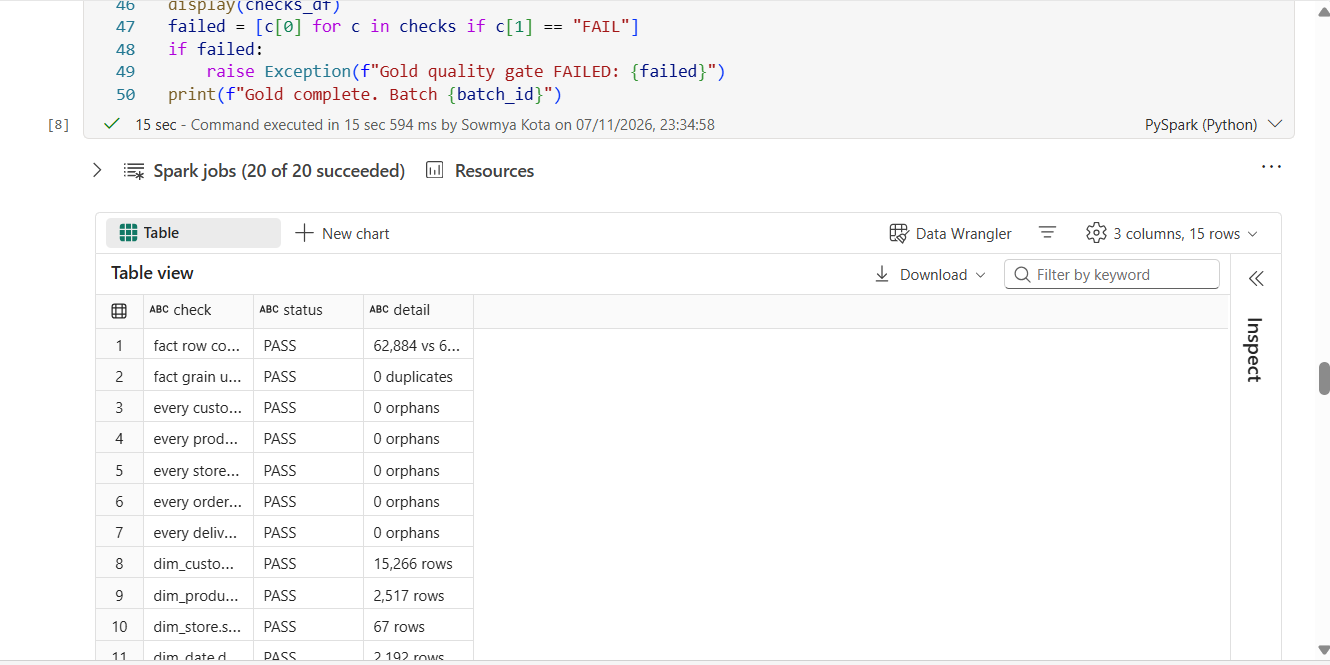 46 display(checks_df)
47 failed = [c[0] for c in checks if c[1] == "FAIL"]
48 if failed:
49 raise Exception(f"Gold quality gate FAILED: {failed}")
50 print(f"Gold complete. Batch {batch_id}")
[8] 15 sec - Command executed in 15 sec 594 ms by Sowmya Kota on 07/11/2026, 23:34:58 PySpark (Python)
Spark jobs (20 of 20 succeeded) Resources ...
Table New chart Data Wrangler 3 columns, 15 rows
Table view Download Filter by keyword
Inspect
ABC check ABC status ABC detail
1 fact row co... PASS 62,884 vs 6...
2 fact grain u... PASS 0 duplicates
3 every custo... PASS 0 orphans
4 every prod... PASS 0 orphans
5 every store... PASS 0 orphans
6 every order... PASS 0 orphans
7 every deliv... PASS 0 orphans
8 dim_custo... PASS 15,266 rows
9 dim_produ... PASS 2,517 rows
10 dim_store.s... PASS 67 rows
11 dim_date.d... PASS 2,192 rows